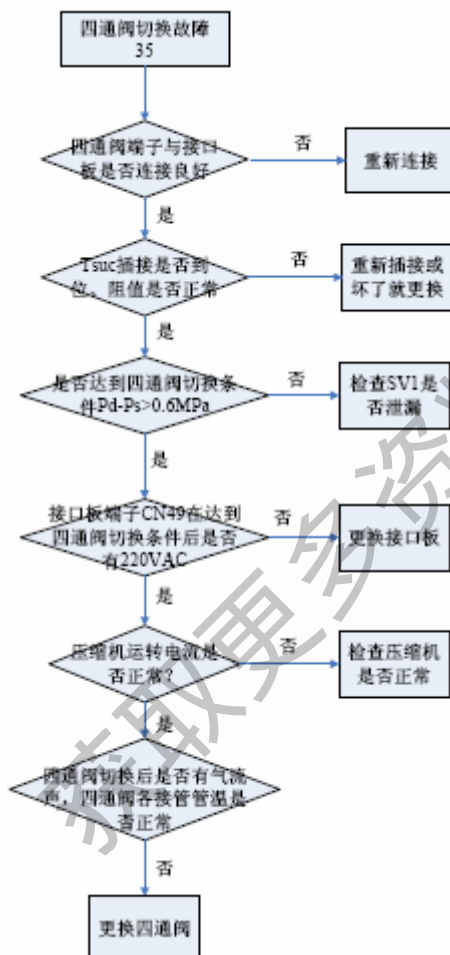 四通阀切换故障
35
四通阀端子与接口
板是否连接良好
否
重新连接
是
Tsuc插接是否到
位、阻值是否正常
否
重新插接或
坏了就更换
是
是否达到四通阀切换条
件Pd-Ps>0.6MPa
否
检查SV1是
否泄漏
是
接口板端子CN49在达到
四通阀切换条件后是否
有220VAC
否
更换接口板
是
压缩机运转电流是
否正常?
否
检查压缩机
是否正常
是
四通阀切换后是否有气流
声，四通阀各接管管温是
否正常
否
更换四通阀
获取更多资